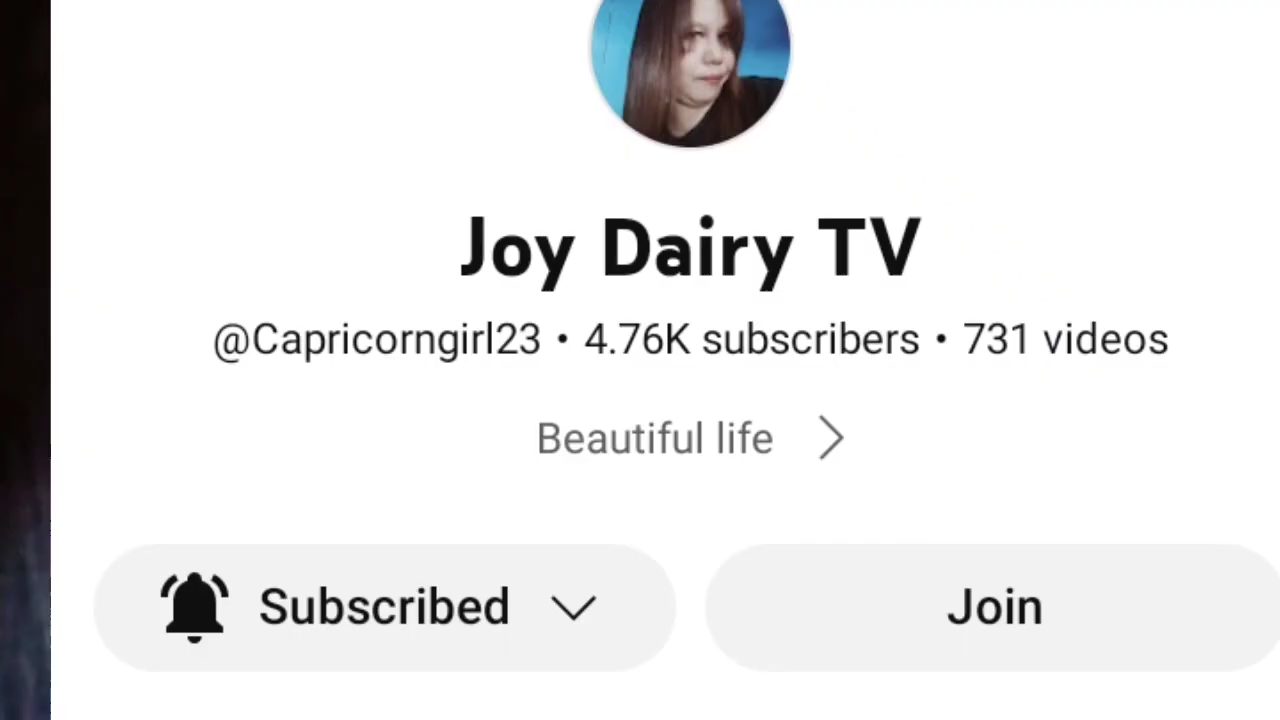 Joy Dairy TV
@Capricorngirl23 • 4.76K subscribers • 731 videos
Beautiful life
Subscribed
Join